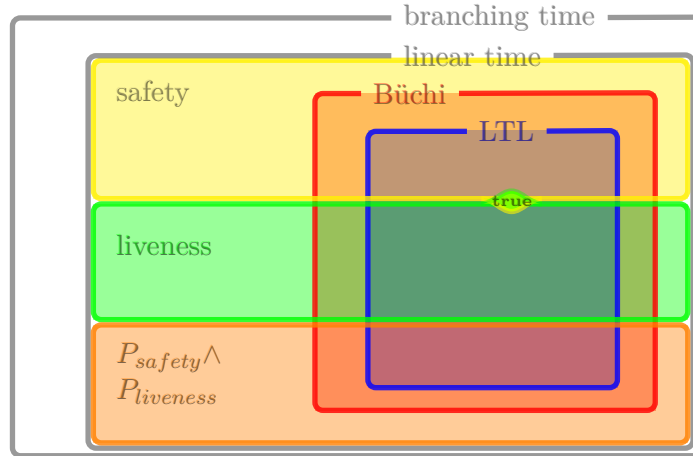 branching time
linear time
safety
Büchi
LTL
true
liveness
P_{safety}∧
P_{liveness}